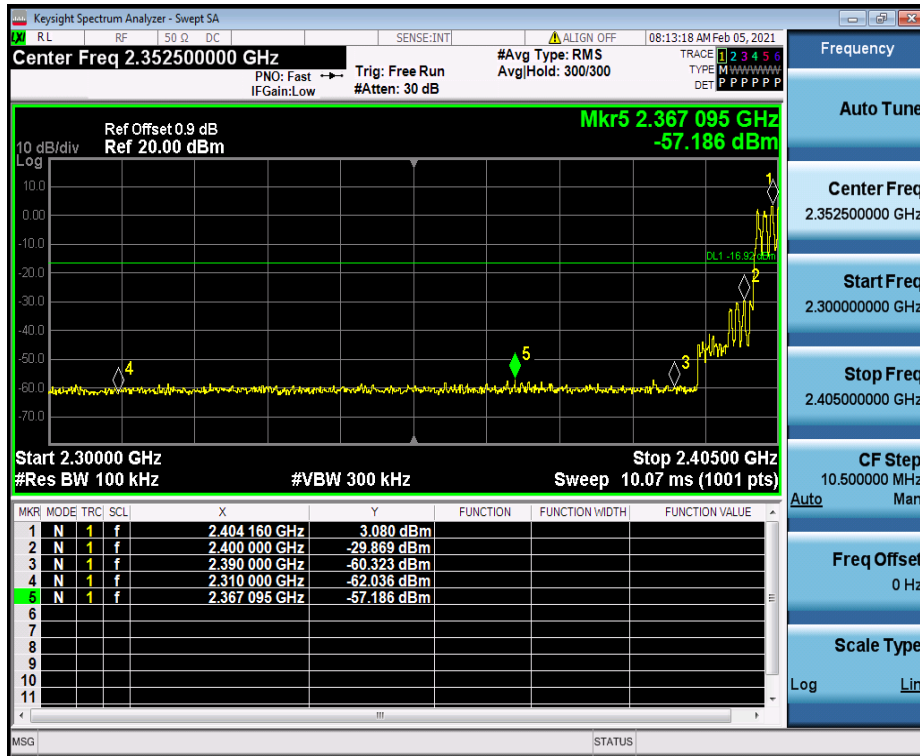 Keysight Spectrum Analyzer - Swept SA
LXI RL RF 50 Ω DC SENSE:INT ALIGN OFF 08:13:18 AM Feb 05, 2021
Center Freq 2.352500000 GHz
PNO: Fast
IFGain:Low
Trig: Free Run
#Atten: 30 dB
#Avg Type: RMS
Avg|Hold: 300/300
TRACE 1 2 3 4 5 6
TYPE M W W W W W
DET P P P P P P
Mkr5 2.367 095 GHz
-57.186 dBm
Ref Offset 0.9 dB
10 dB/div Ref 20.00 dBm
Log
10.0
0.00
-10.0
-20.0
-30.0
-40.0
-50.0
-60.0
-70.0
1
DL1 -16.92 dBm
2
3
4
5
Start 2.30000 GHz Stop 2.40500 GHz
#Res BW 100 kHz #VBW 300 kHz Sweep 10.07 ms (1001 pts)
MKR MODE TRC SCL X Y FUNCTION FUNCTION WIDTH FUNCTION VALUE
1 N 1 f 2.404 160 GHz 3.080 dBm
2 N 1 f 2.400 000 GHz -29.869 dBm
3 N 1 f 2.390 000 GHz -60.323 dBm
4 N 1 f 2.310 000 GHz -62.036 dBm
5 N 1 f 2.367 095 GHz -57.186 dBm
6
7
8
9
10
11
MSG STATUS
Frequency
Auto Tune
Center Freq
2.352500000 GHz
Start Freq
2.300000000 GHz
Stop Freq
2.405000000 GHz
CF Step
10.500000 MHz
Auto Man
Freq Offset
0 Hz
Scale Type
Log Lin